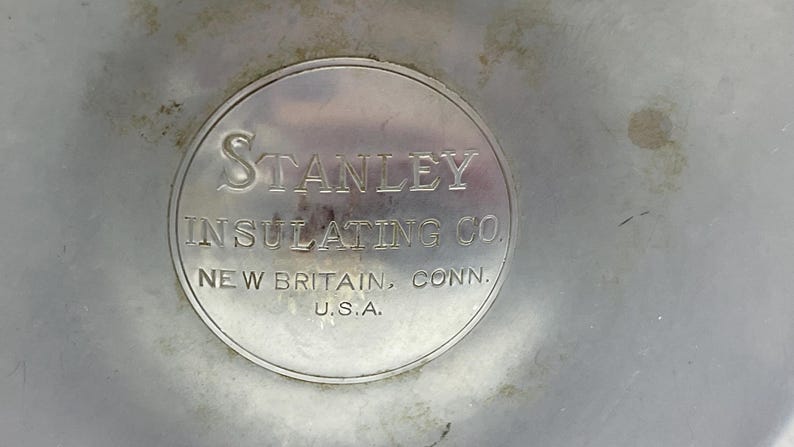 STANLEY
INSULATING CO.
NEW BRITAIN, CONN.
U.S.A.